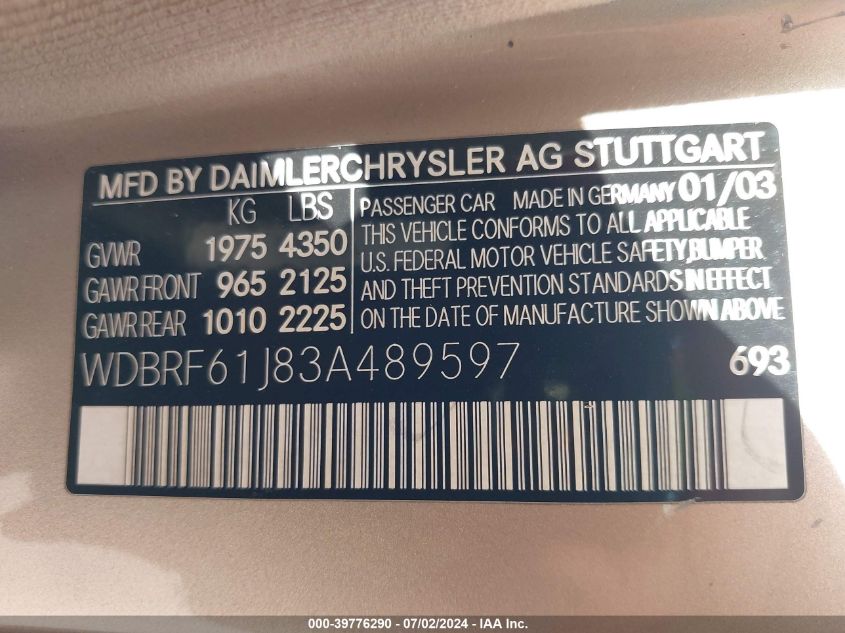 MFD BY DAIMLERCHRYSLER AG STUTTGART
KG LBS
GVWR 1975 4350
GAWR FRONT 965 2125
GAWR REAR 1010 2225
PASSENGER CAR MADE IN GERMANY 01/03
THIS VEHICLE CONFORMS TO ALL APPLICABLE
U.S. FEDERAL MOTOR VEHICLE SAFETY, BUMPER
AND THEFT PREVENTION STANDARDS IN EFFECT
ON THE DATE OF MANUFACTURE SHOWN ABOVE
WDBRF61J83A489597 693
000-39776290 - 07/02/2024 - IAA Inc.